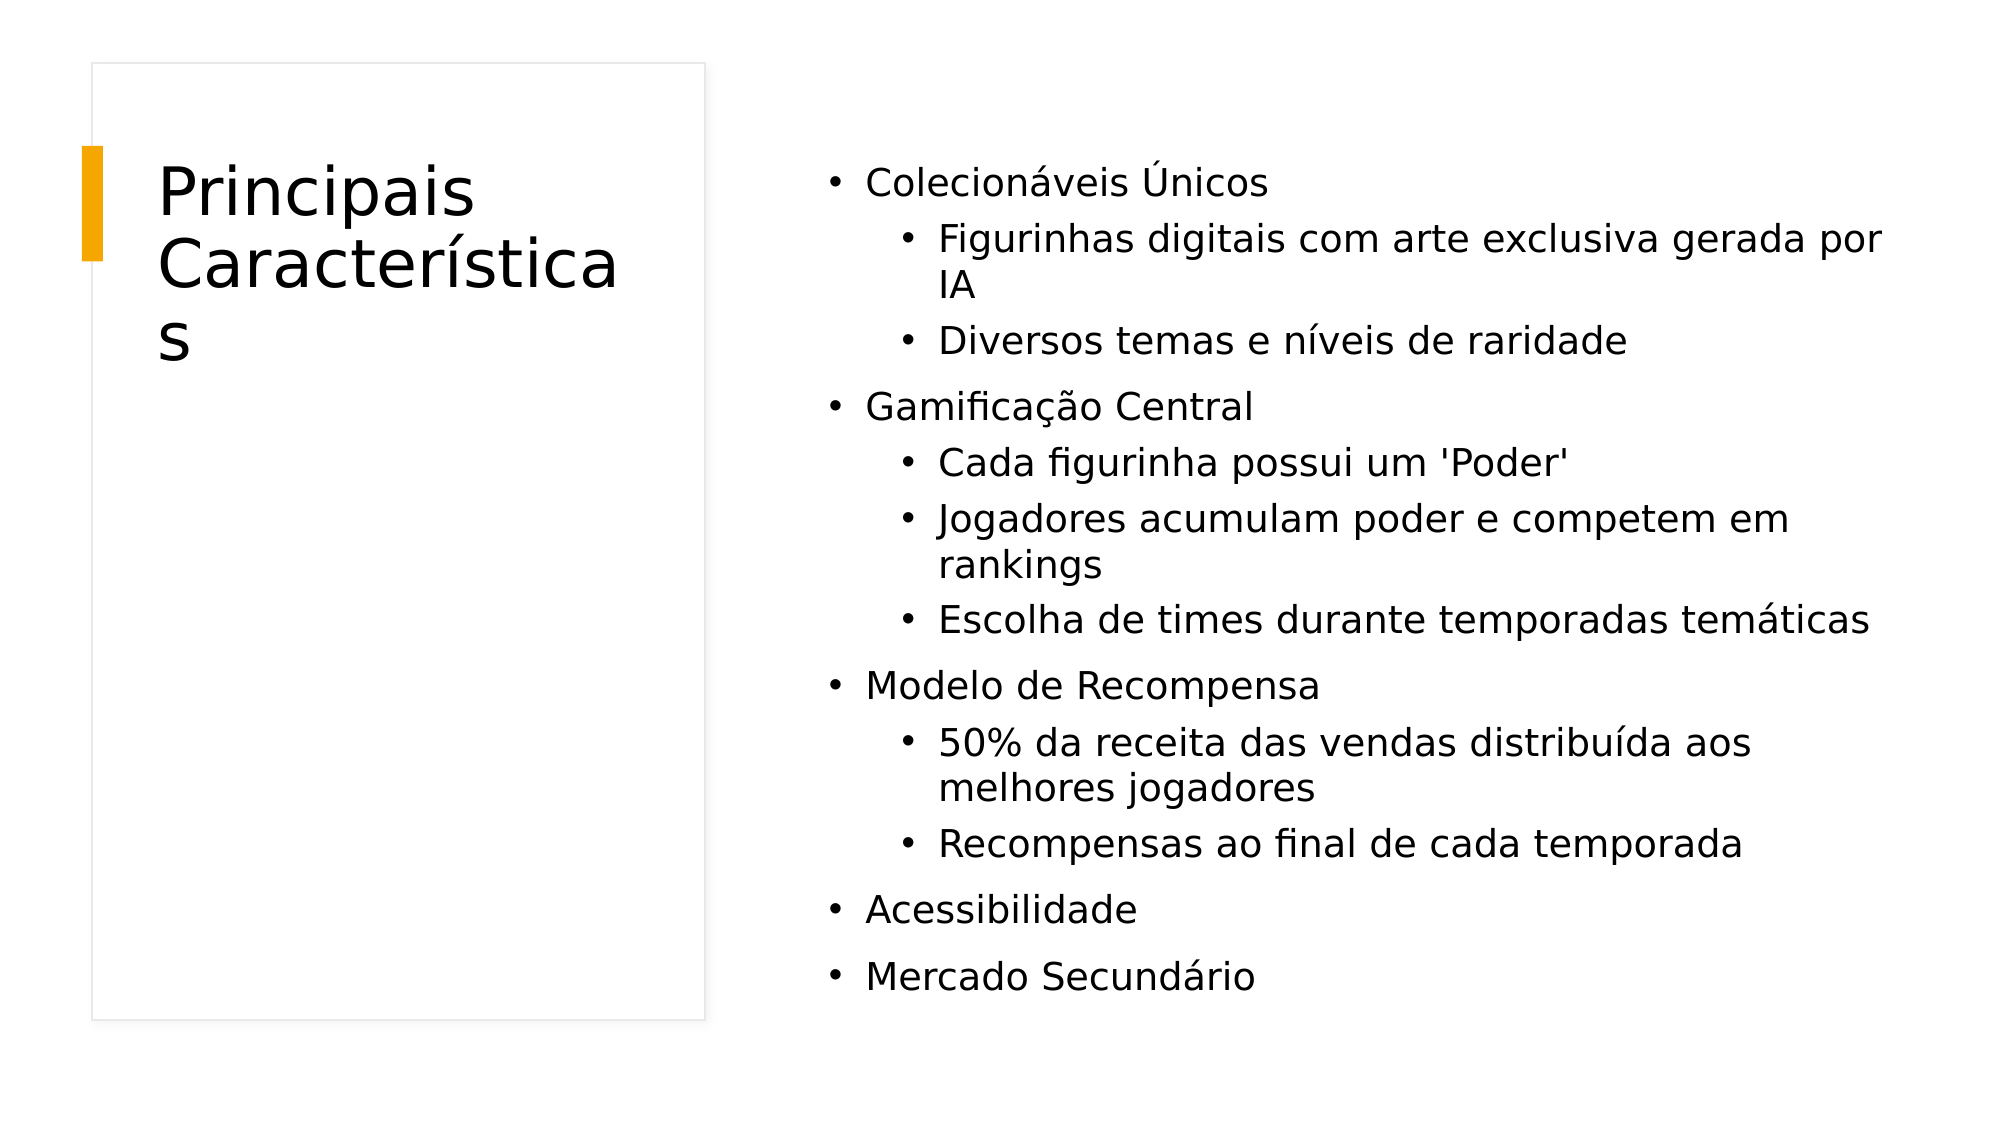 Principais
Característica
s
• Colecionáveis Únicos
• Figurinhas digitais com arte exclusiva gerada por
IA
• Diversos temas e níveis de raridade
• Gamificação Central
• Cada figurinha possui um 'Poder'
• Jogadores acumulam poder e competem em
rankings
• Escolha de times durante temporadas temáticas
• Modelo de Recompensa
• 50% da receita das vendas distribuída aos
melhores jogadores
• Recompensas ao final de cada temporada
• Acessibilidade
• Mercado Secundário